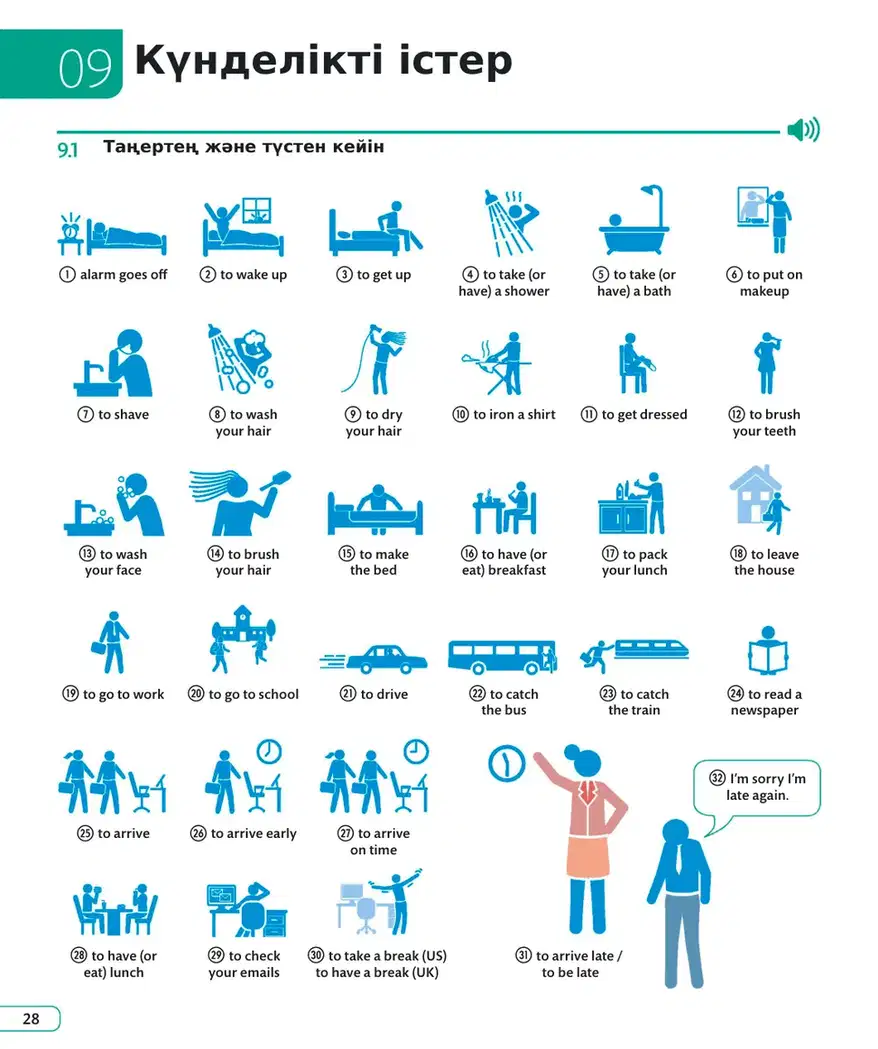 09 Күнделікті істер
9.1 Таңертең және түстен кейін
① alarm goes off
② to wake up
③ to get up
④ to take (or
have) a shower
⑤ to take (or
have) a bath
⑥ to put on
makeup
⑦ to shave
⑧ to wash
your hair
⑨ to dry
your hair
⑩ to iron a shirt
⑪ to get dressed
⑫ to brush
your teeth
⑬ to wash
your face
⑭ to brush
your hair
⑮ to make
the bed
⑯ to have (or
eat) breakfast
⑰ to pack
your lunch
⑱ to leave
the house
⑲ to go to work
⑳ to go to school
㉑ to drive
㉒ to catch
the bus
㉓ to catch
the train
㉔ to read a
newspaper
㉕ to arrive
㉖ to arrive early
㉗ to arrive
on time
㉜ I'm sorry I'm
late again.
㉘ to have (or
eat) lunch
㉙ to check
your emails
㉚ to take a break (US)
to have a break (UK)
㉛ to arrive late /
to be late
28